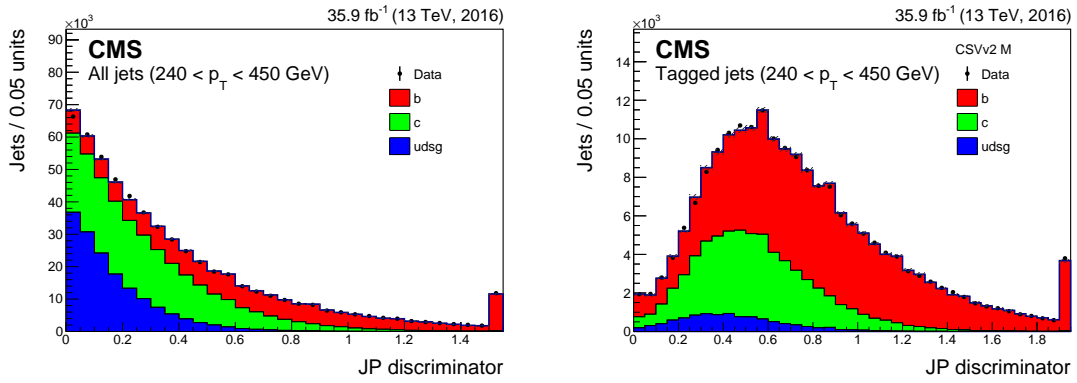 35.9 fb⁻¹ (13 TeV, 2016)
×10³
CMS
All jets (240 < p_T < 450 GeV)
Data
b
c
udsg
Jets / 0.05 units
90
80
70
60
50
40
30
20
10
0
0 0.2 0.4 0.6 0.8 1 1.2 1.4
JP discriminator
35.9 fb⁻¹ (13 TeV, 2016)
×10³
CMS
CSVv2 M
Tagged jets (240 < p_T < 450 GeV)
Data
b
c
udsg
Jets / 0.05 units
14
12
10
8
6
4
2
0
0 0.2 0.4 0.6 0.8 1 1.2 1.4 1.6 1.8
JP discriminator